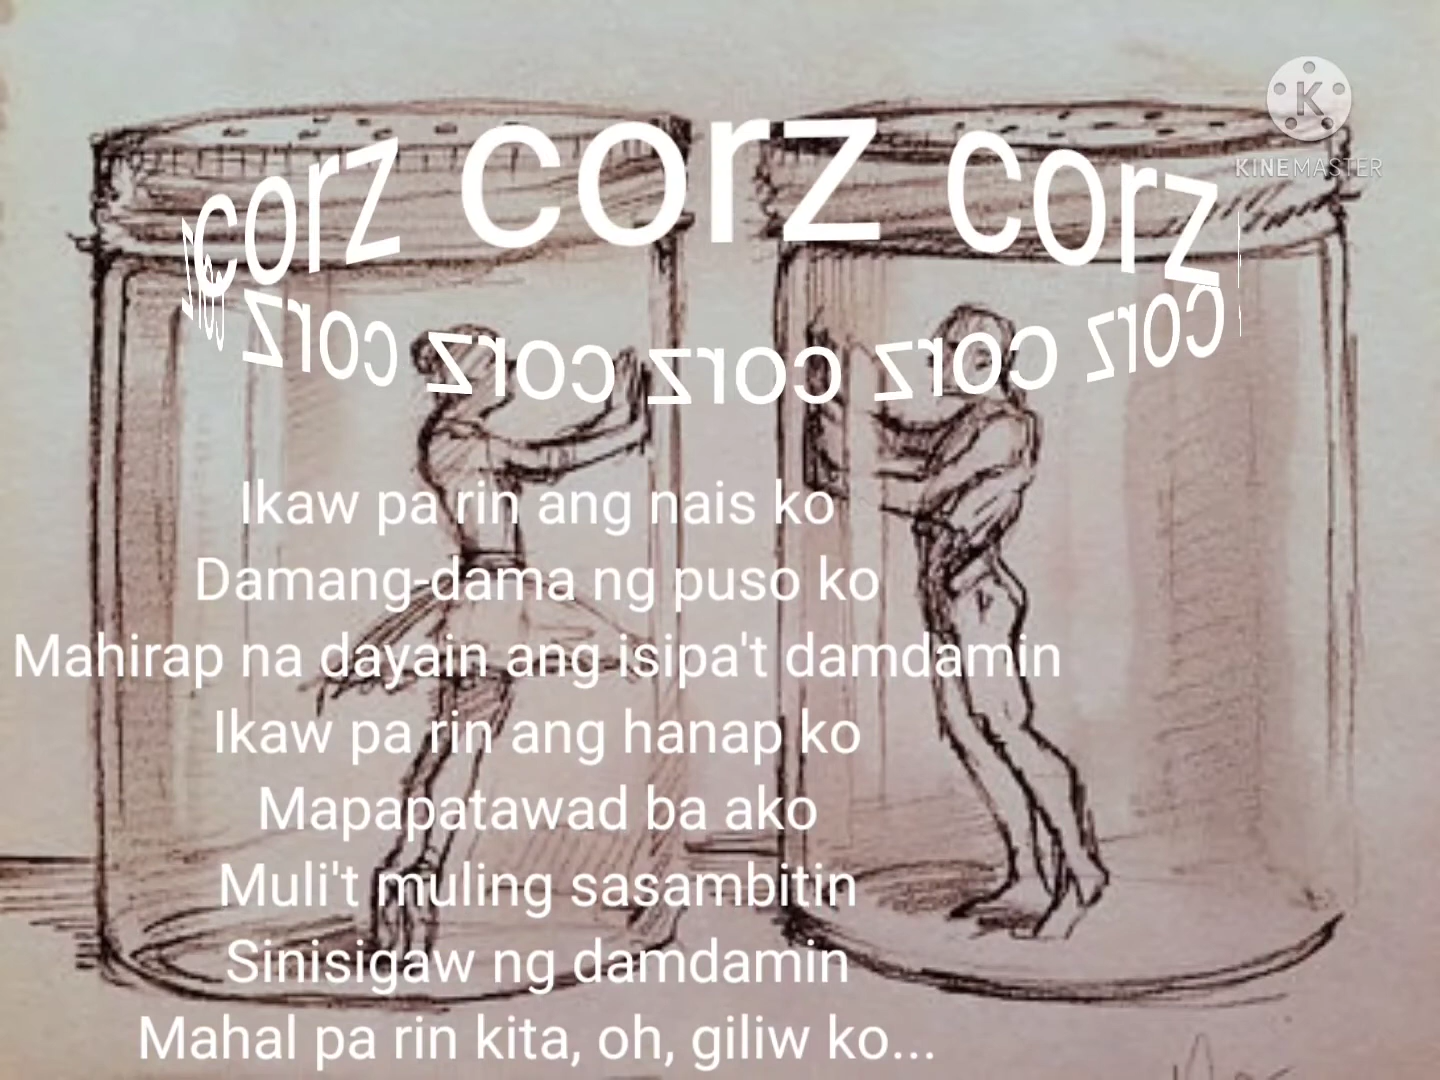 corz corz corz
corz corz corz corz corz corz
KINEMASTER
Ikaw pa rin ang nais ko
Damang-dama ng puso ko
Mahirap na dayain ang isipa't damdamin
Ikaw pa rin ang hanap ko
Mapapatawad ba ako
Muli't muling sasambitin
Sinisigaw ng damdamin
Mahal pa rin kita, oh, giliw ko...